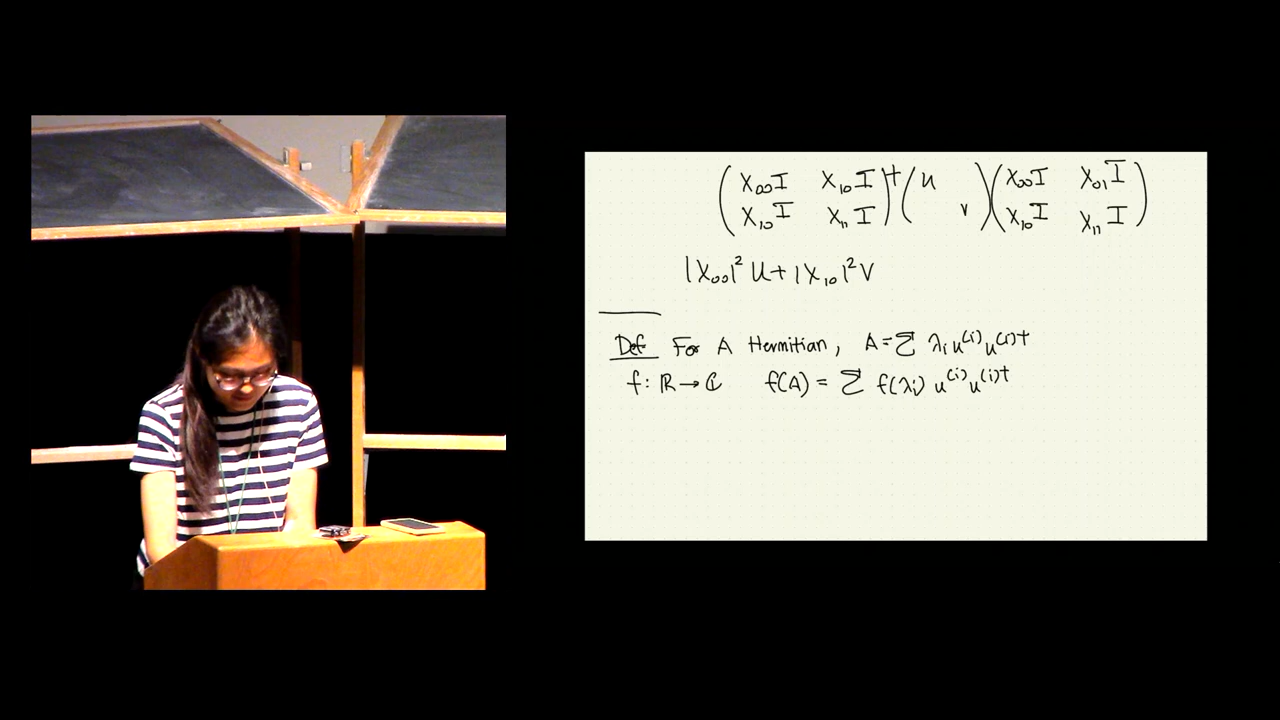 (X₀₀I X₁₀I)† (u ) (X₀₀I X₀₁I)
(X₁₀I X₁₁I) ( v) (X₁₀I X₁₁I)
|X₀₀|² U + |X₁₀|² V
Def For A Hermitian, A = Σ λᵢ u⁽ⁱ⁾ u⁽ⁱ⁾†
f: ℝ → ℂ f(A) = Σ f(λᵢ) u⁽ⁱ⁾ u⁽ⁱ⁾†